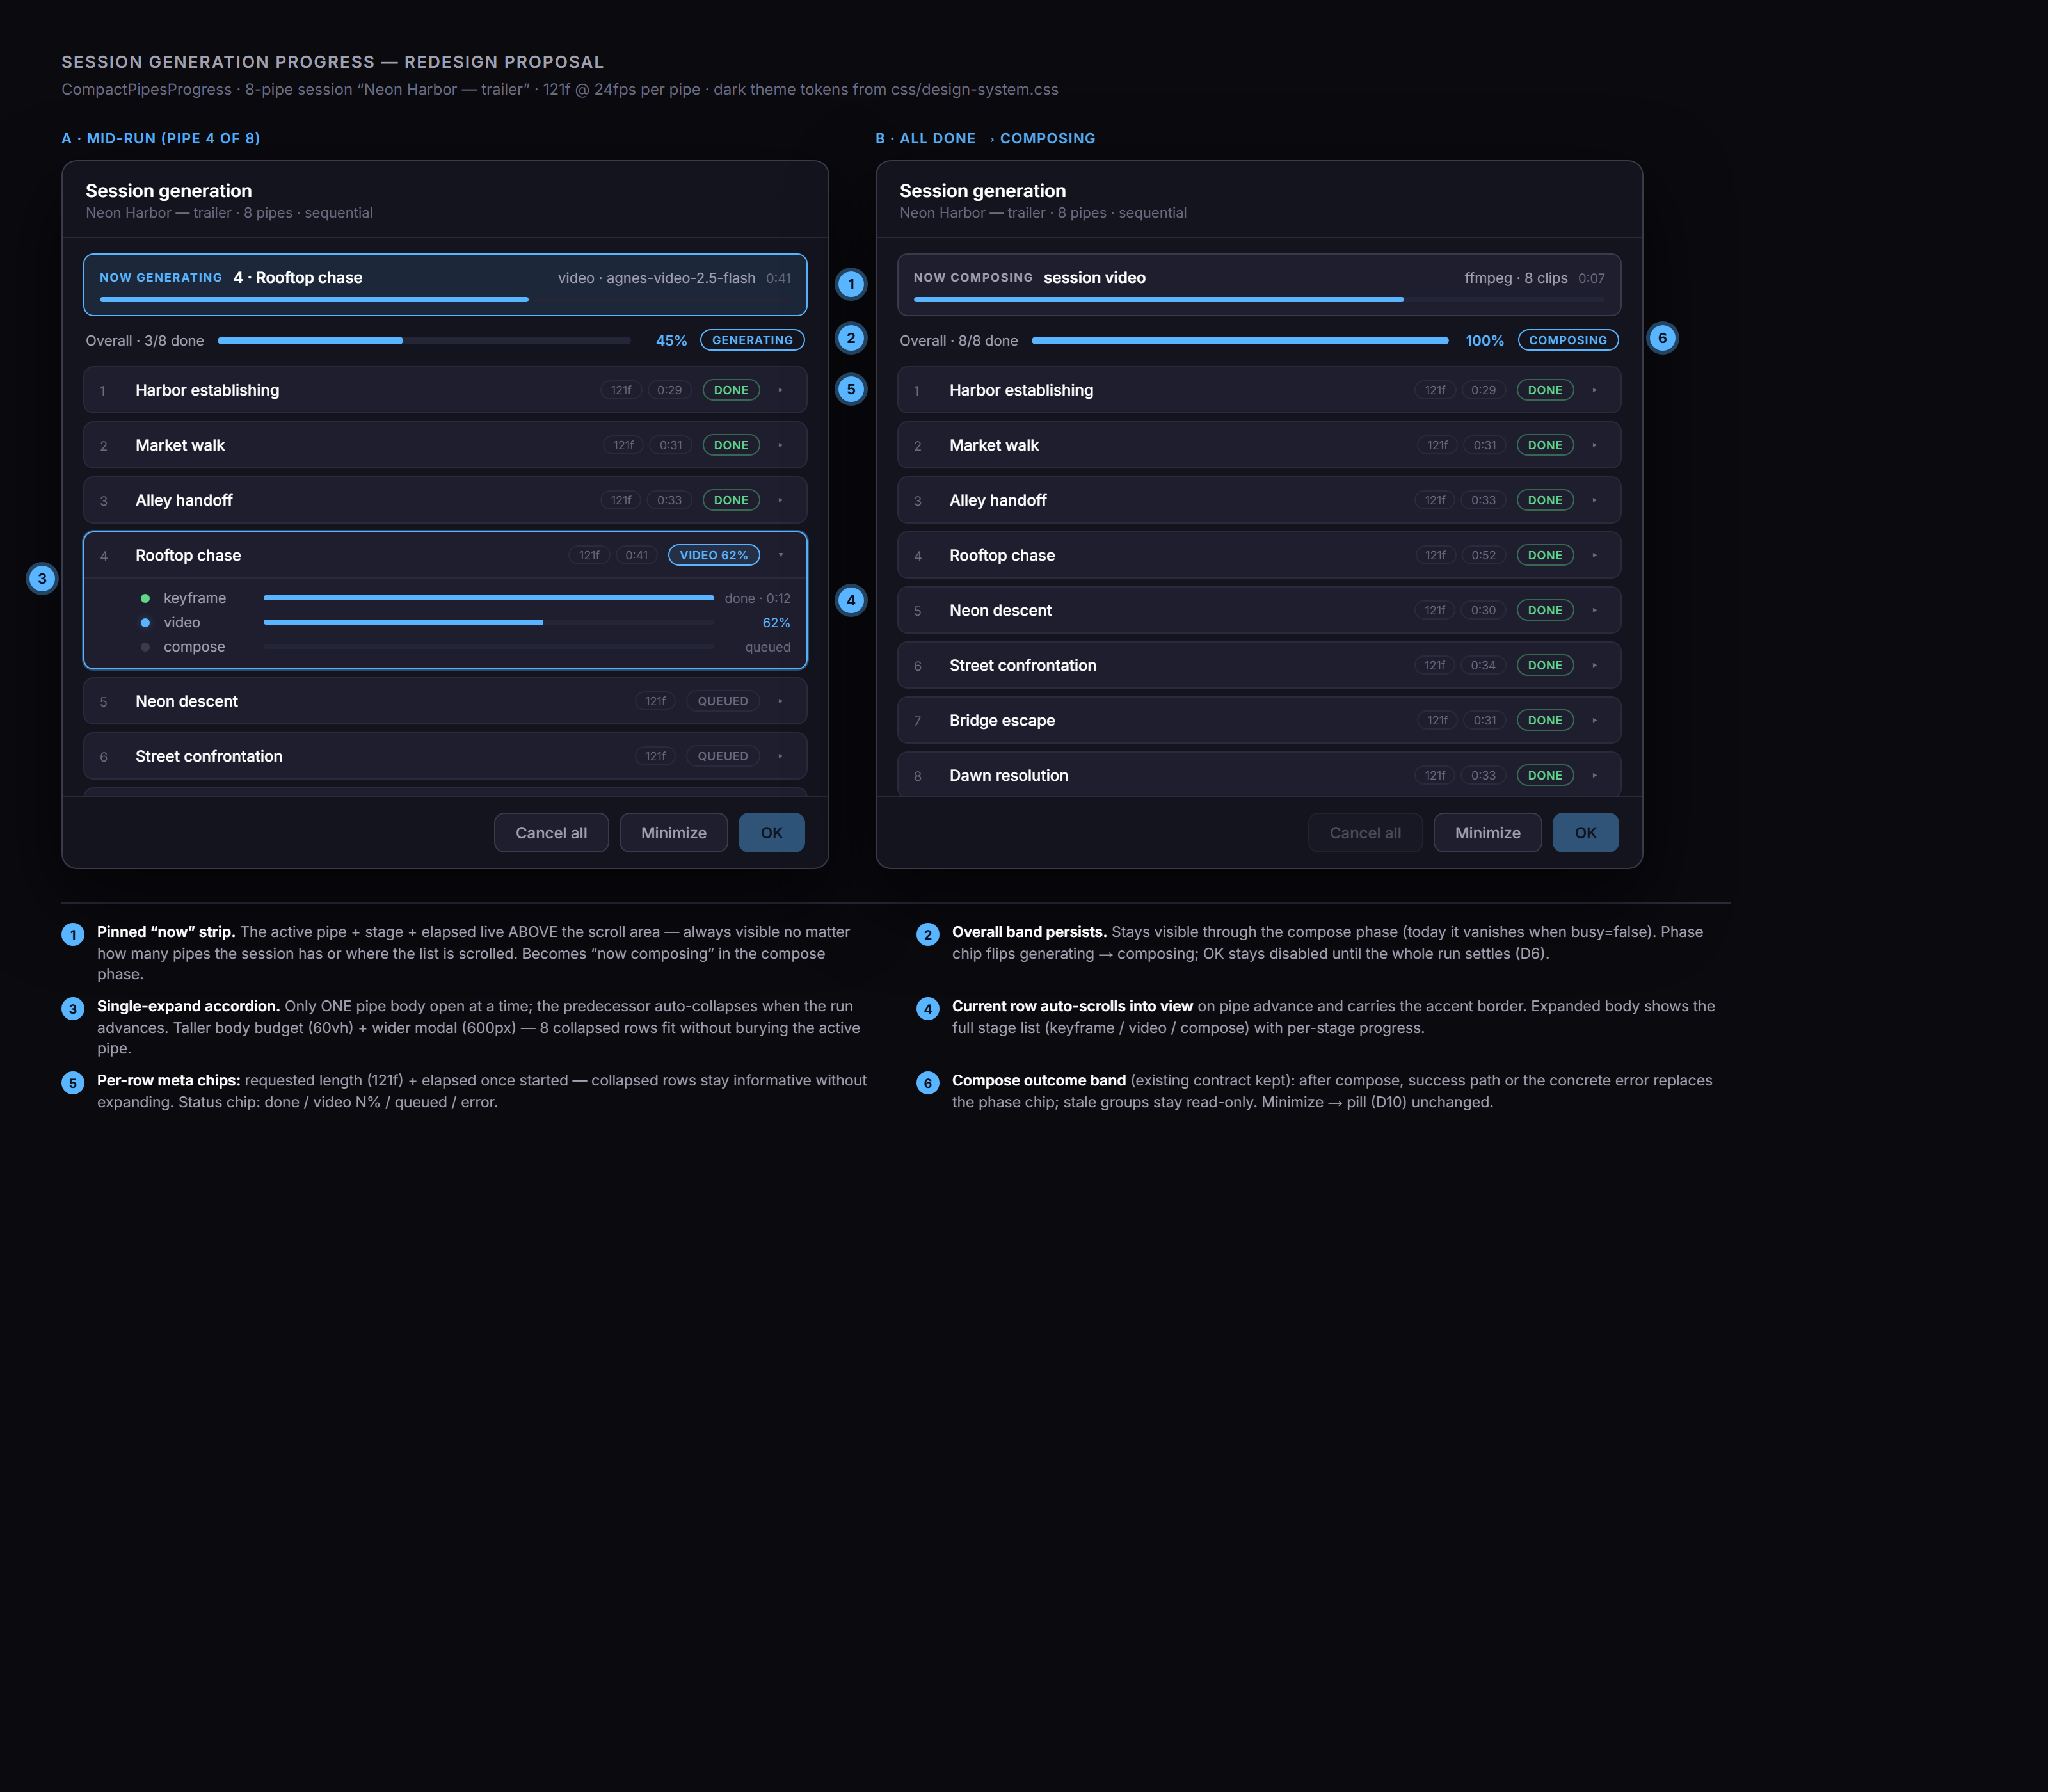 SESSION GENERATION PROGRESS — REDESIGN PROPOSAL
CompactPipesProgress · 8-pipe session “Neon Harbor — trailer” · 121f @ 24fps per pipe · dark theme tokens from css/design-system.css
A · MID-RUN (PIPE 4 OF 8)
Session generation
Neon Harbor — trailer · 8 pipes · sequential
NOW GENERATING 4 · Rooftop chase video · agnes-video-2.5-flash 0:41
1
Overall · 3/8 done 45% GENERATING
2
1 Harbor establishing 121f 0:29 DONE ▸
5
2 Market walk 121f 0:31 DONE ▸
3 Alley handoff 121f 0:33 DONE ▸
4 Rooftop chase 121f 0:41 VIDEO 62% ▾
3
keyframe done · 0:12
4
video 62%
compose queued
5 Neon descent 121f QUEUED ▸
6 Street confrontation 121f QUEUED ▸
Cancel all Minimize OK
B · ALL DONE → COMPOSING
Session generation
Neon Harbor — trailer · 8 pipes · sequential
NOW COMPOSING session video ffmpeg · 8 clips 0:07
Overall · 8/8 done 100% COMPOSING
6
1 Harbor establishing 121f 0:29 DONE ▸
2 Market walk 121f 0:31 DONE ▸
3 Alley handoff 121f 0:33 DONE ▸
4 Rooftop chase 121f 0:52 DONE ▸
5 Neon descent 121f 0:30 DONE ▸
6 Street confrontation 121f 0:34 DONE ▸
7 Bridge escape 121f 0:31 DONE ▸
8 Dawn resolution 121f 0:33 DONE ▸
Cancel all Minimize OK
1 Pinned “now” strip. The active pipe + stage + elapsed live ABOVE the scroll area — always visible no matter
how many pipes the session has or where the list is scrolled. Becomes “now composing” in the compose
phase.
2 Overall band persists. Stays visible through the compose phase (today it vanishes when busy=false). Phase
chip flips generating → composing; OK stays disabled until the whole run settles (D6).
3 Single-expand accordion. Only ONE pipe body open at a time; the predecessor auto-collapses when the run
advances. Taller body budget (60vh) + wider modal (600px) — 8 collapsed rows fit without burying the active
pipe.
4 Current row auto-scrolls into view on pipe advance and carries the accent border. Expanded body shows the
full stage list (keyframe / video / compose) with per-stage progress.
5 Per-row meta chips: requested length (121f) + elapsed once started — collapsed rows stay informative without
expanding. Status chip: done / video N% / queued / error.
6 Compose outcome band (existing contract kept): after compose, success path or the concrete error replaces
the phase chip; stale groups stay read-only. Minimize → pill (D10) unchanged.